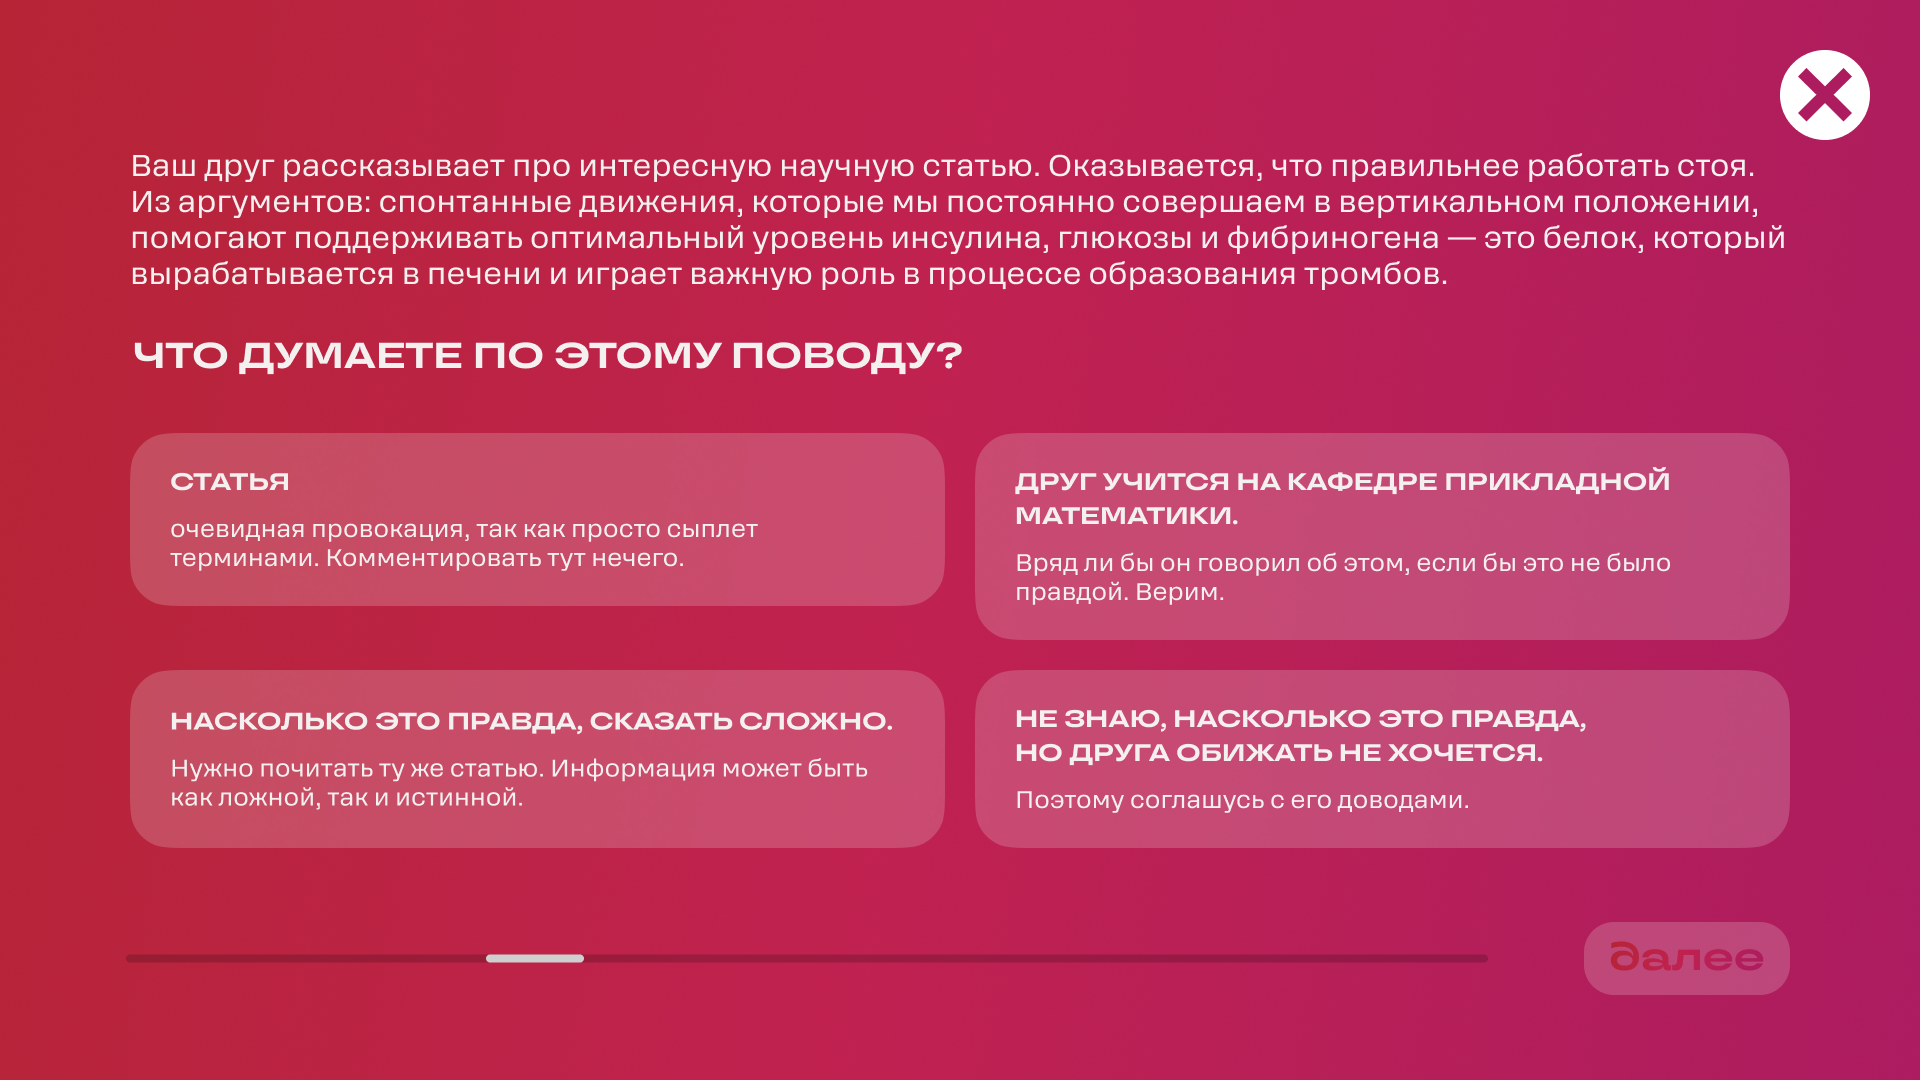 Ваш друг рассказывает про интересную научную статью. Оказывается, что правильнее работать стоя.
Из аргументов: спонтанные движения, которые мы постоянно совершаем в вертикальном положении,
помогают поддерживать оптимальный уровень инсулина, глюкозы и фибриногена — это белок, который
вырабатывается в печени и играет важную роль в процессе образования тромбов.
ЧТО ДУМАЕТЕ ПО ЭТОМУ ПОВОДУ?
СТАТЬЯ
очевидная провокация, так как просто сыплет
терминами. Комментировать тут нечего.
ДРУГ УЧИТСЯ НА КАФЕДРЕ ПРИКЛАДНОЙ
МАТЕМАТИКИ.
Вряд ли бы он говорил об этом, если бы это не было
правдой. Верим.
НАСКОЛЬКО ЭТО ПРАВДА, СКАЗАТЬ СЛОЖНО.
Нужно почитать ту же статью. Информация может быть
как ложной, так и истинной.
НЕ ЗНАЮ, НАСКОЛЬКО ЭТО ПРАВДА,
НО ДРУГА ОБИЖАТЬ НЕ ХОЧЕТСЯ.
Поэтому соглашусь с его доводами.
далее